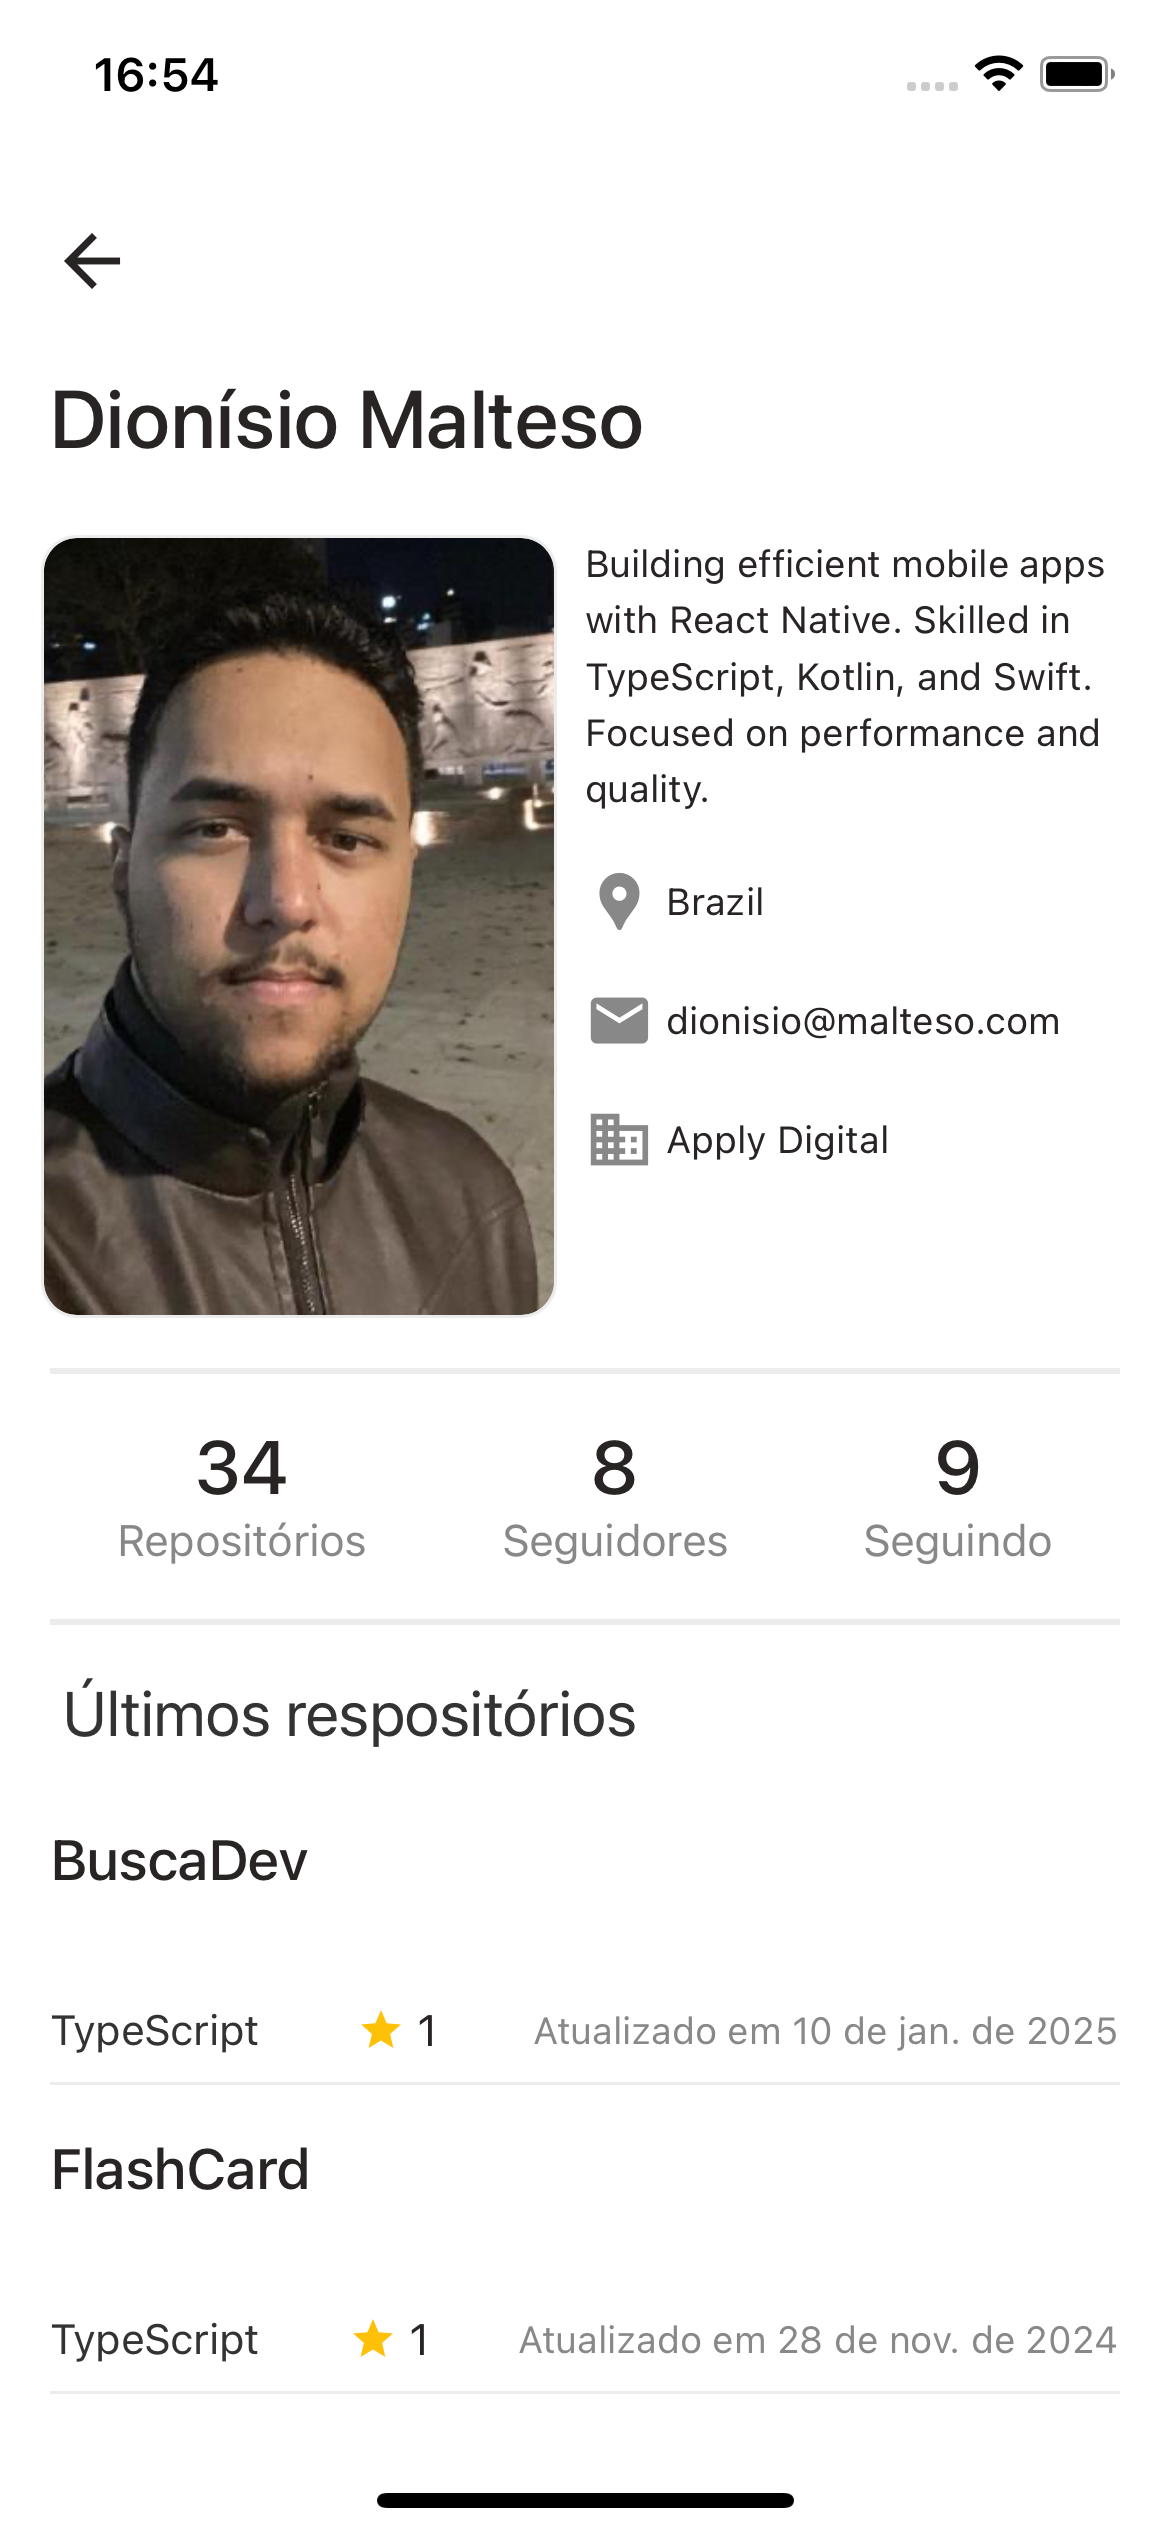 16:54
Dionísio Malteso
Building efficient mobile apps
with React Native. Skilled in
TypeScript, Kotlin, and Swift.
Focused on performance and
quality.
Brazil
dionisio@malteso.com
Apply Digital
34 8 9
Repositórios Seguidores Seguindo
Últimos respositórios
BuscaDev
TypeScript 1 Atualizado em 10 de jan. de 2025
FlashCard
TypeScript 1 Atualizado em 28 de nov. de 2024